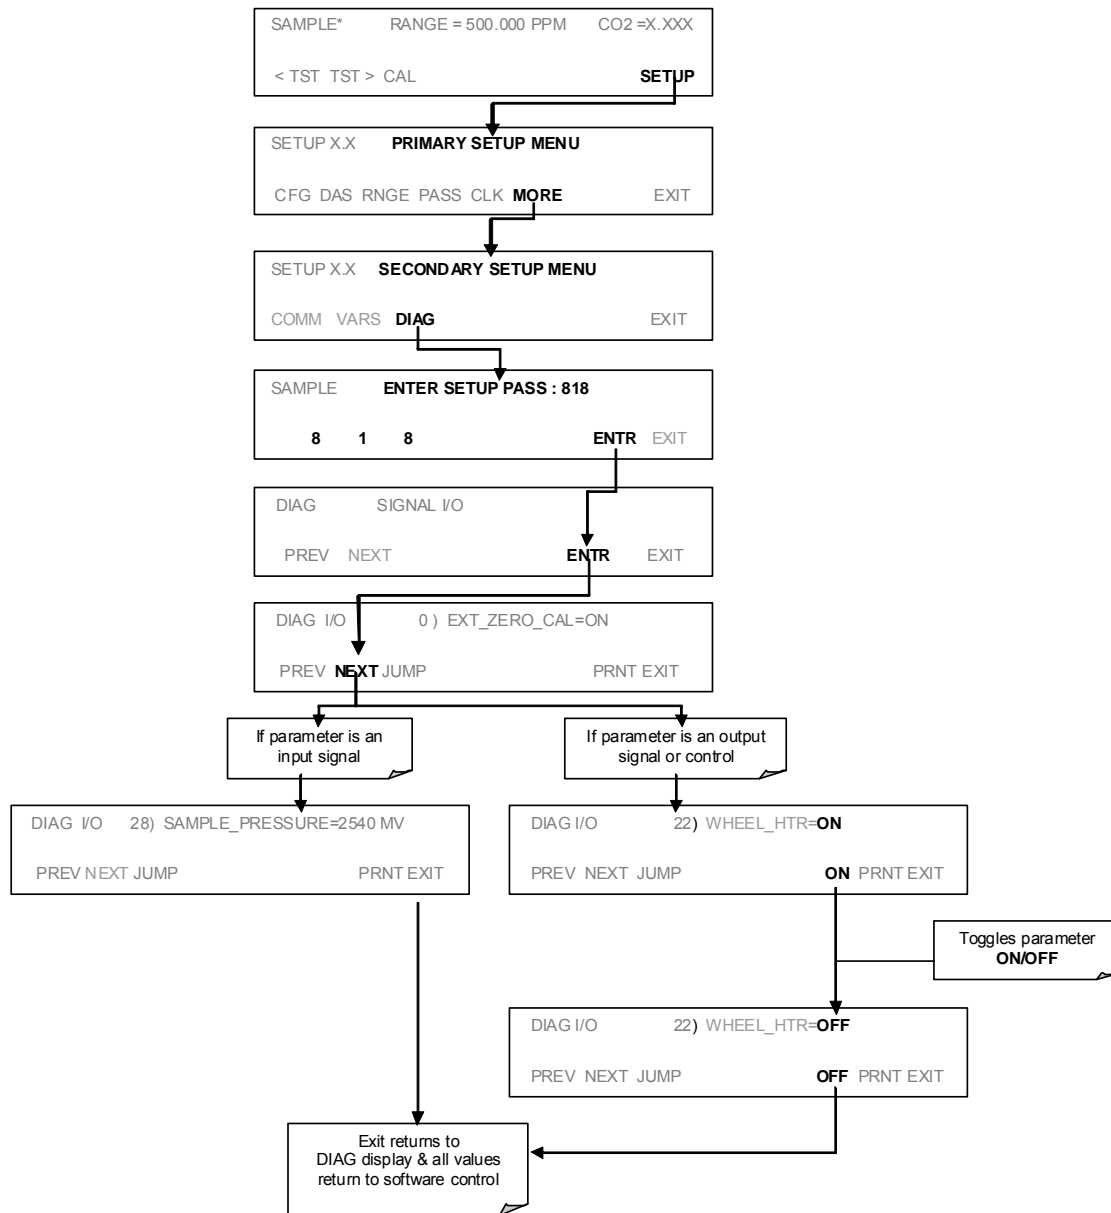 SAMPLE* RANGE = 500.000 PPM CO2 =X.XXX
< TST TST > CAL SETUP
SETUP X.X PRIMARY SETUP MENU
CFG DAS RNGE PASS CLK MORE EXIT
SETUP X.X SECONDARY SETUP MENU
COMM VARS DIAG EXIT
SAMPLE ENTER SETUP PASS : 818
8 1 8 ENTR EXIT
DIAG SIGNAL I/O
PREV NEXT ENTR EXIT
DIAG I/O 0 ) EXT_ZERO_CAL=ON
PREV NEXT JUMP PRNT EXIT
If parameter is an
input signal
If parameter is an output
signal or control
DIAG I/O 28) SAMPLE_PRESSURE=2540 MV
PREV NEXT JUMP PRNT EXIT
DIAG I/O 22) WHEEL_HTR=ON
PREV NEXT JUMP ON PRNT EXIT
Toggles parameter
ON/OFF
DIAG I/O 22) WHEEL_HTR=OFF
PREV NEXT JUMP OFF PRNT EXIT
Exit returns to
DIAG display & all values
return to software control